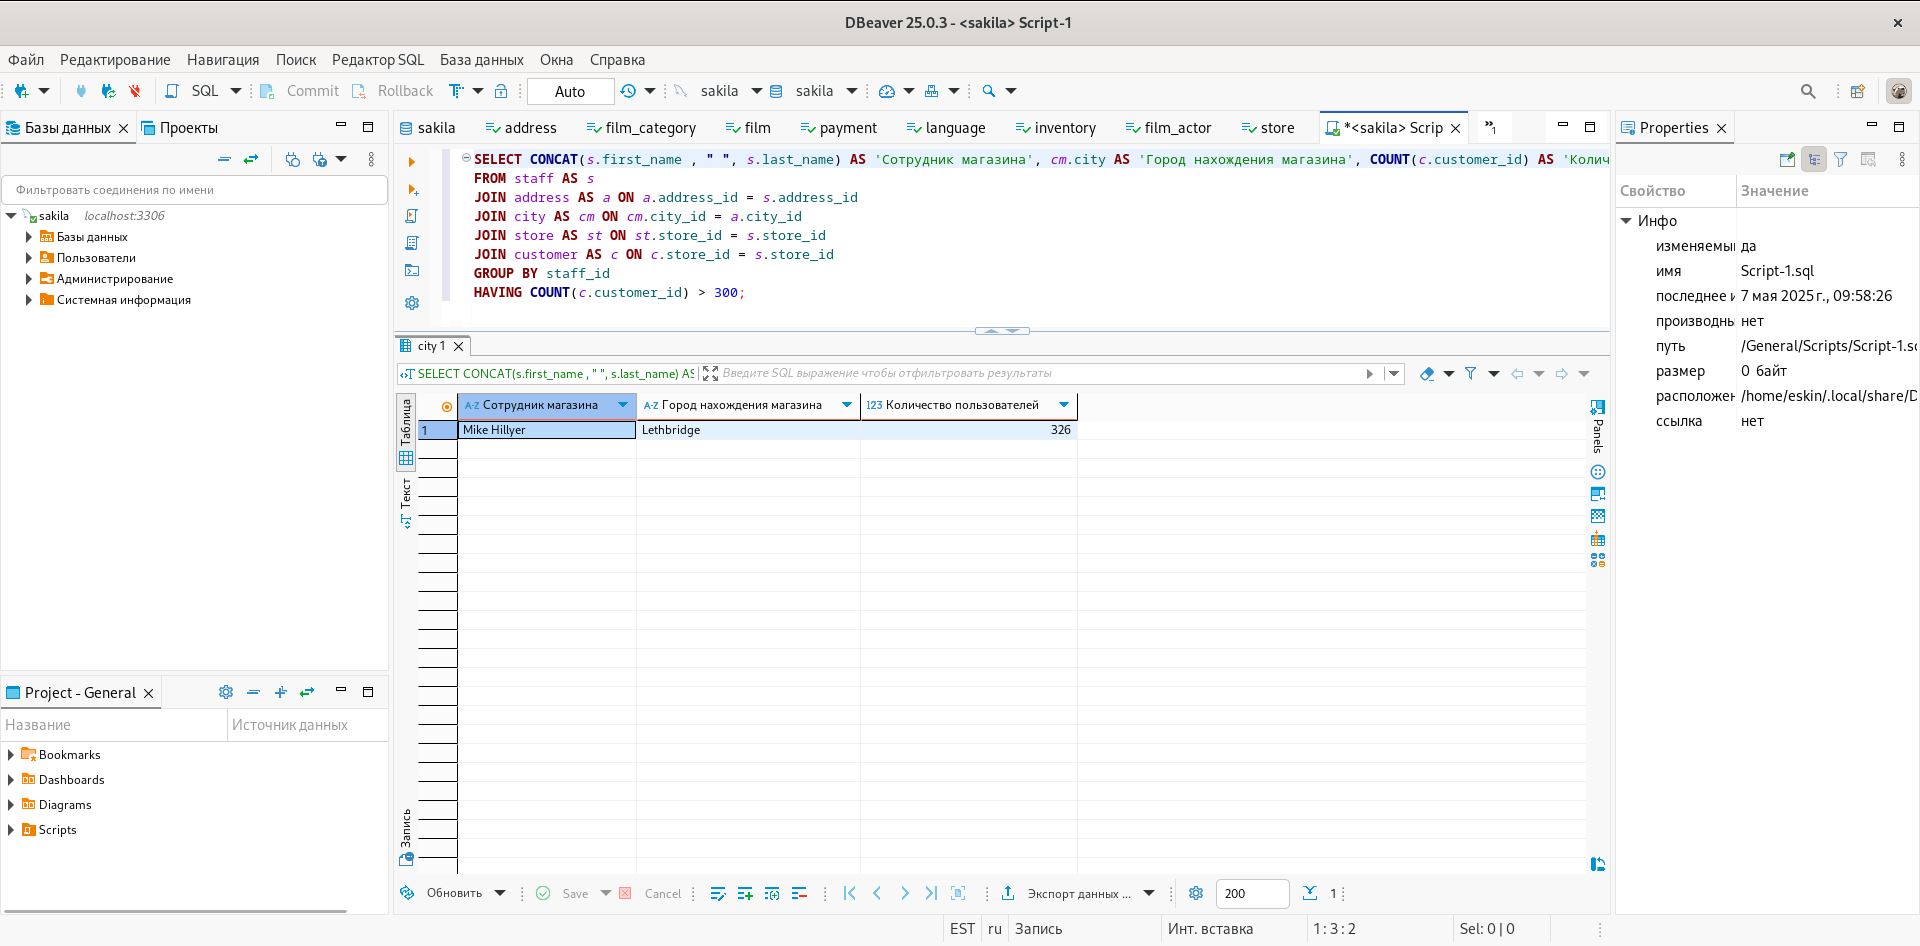 DBeaver 25.0.3 - <sakila> Script-1
Файл Редактирование Навигация Поиск Редактор SQL База данных Окна Справка
SQL Commit Rollback Auto sakila sakila
Базы данных Проекты
Фильтровать соединения по имени
sakila localhost:3306
Базы данных
Пользователи
Администрирование
Системная информация
Project - General
Название Источник данных
Bookmarks
Dashboards
Diagrams
Scripts
sakila address film_category film payment language inventory film_actor store *<sakila> Scrip »1
SELECT CONCAT(s.first_name , " ", s.last_name) AS 'Сотрудник магазина', cm.city AS 'Город нахождения магазина', COUNT(c.customer_id) AS 'Колич
FROM staff AS s
JOIN address AS a ON a.address_id = s.address_id
JOIN city AS cm ON cm.city_id = a.city_id
JOIN store AS st ON st.store_id = s.store_id
JOIN customer AS c ON c.store_id = s.store_id
GROUP BY staff_id
HAVING COUNT(c.customer_id) > 300;
city 1
SELECT CONCAT(s.first_name , " ", s.last_name) AS Введите SQL выражение чтобы отфильтровать результаты
Таблица
Текст
Запись
A-Z Сотрудник магазина A-Z Город нахождения магазина 123 Количество пользователей
1 Mike Hillyer Lethbridge 326
Panels
Обновить Save Cancel Экспорт данных ... 200 1
Properties
Свойство Значение
Инфо
изменяемы да
имя Script-1.sql
последнее и 7 мая 2025 г., 09:58:26
производнь нет
путь /General/Scripts/Script-1.sc
размер 0 байт
расположен /home/eskin/.local/share/D
ссылка нет
EST ru Запись Инт. вставка 1 : 3 : 2 Sel: 0 | 0